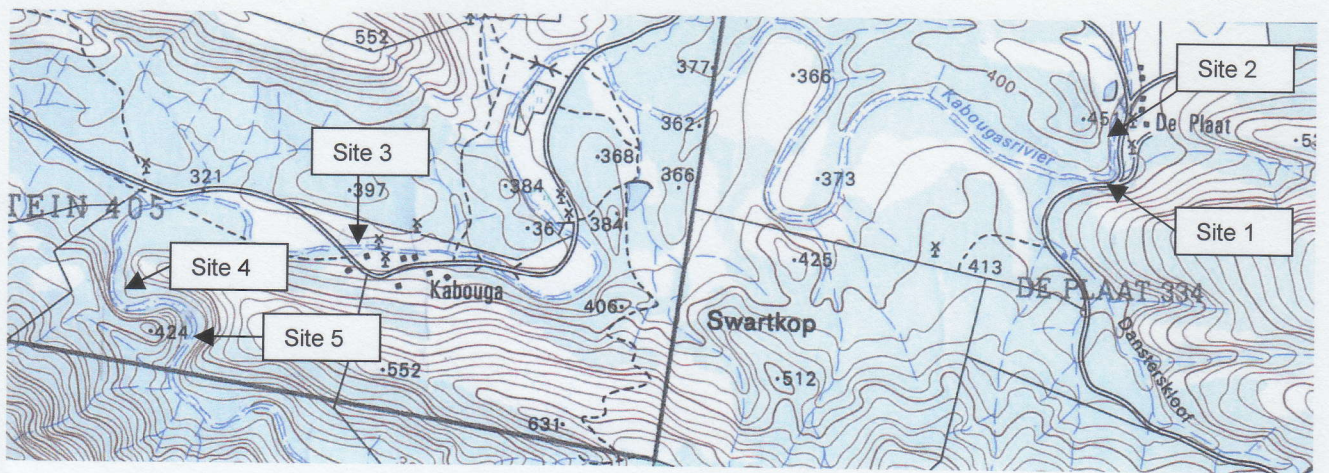 552
377
366
400
Site 2
Kabougasrivier
451
De Plaat
362
368
Site 3
321
397
384
366
373
TEIN 405
367
384
Site 1
Site 4
425
413
DE PLAAT 334
Kabouga
406
Swartkop
Dansterskloof
424
Site 5
552
512
631